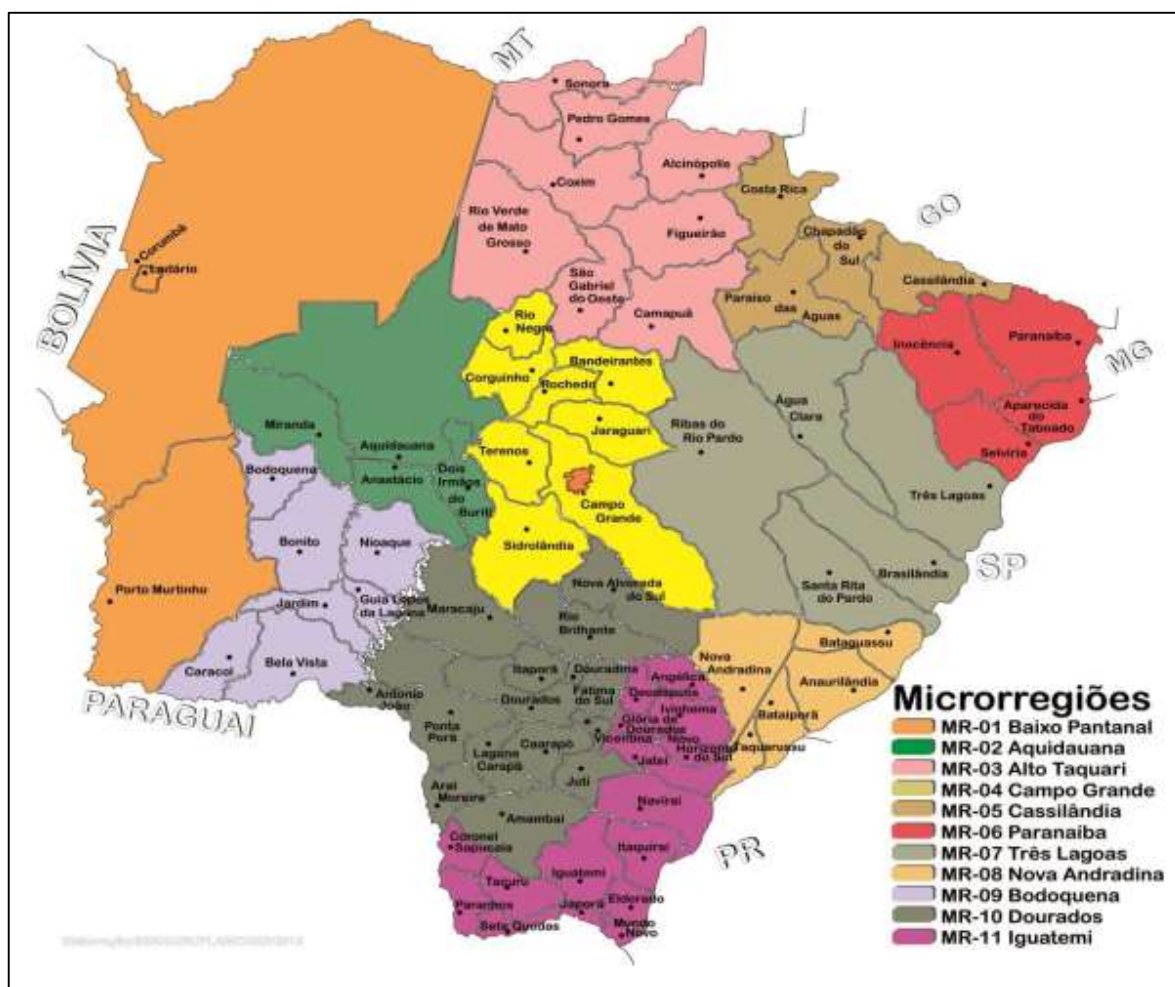 MT
Sonora
Pedro Gomes
Alcinópolis
Coxim
Costa Rica
GO
Rio Verde
de Mato
Grosso
Figueirão
Chapadão
do
Sul
BOLÍVIA
Corumbá
Ladário
São
Gabriel
do Oeste
Cassilândia
Camapuã
Paraíso
das
Águas
Rio
Negro
Inocência
Paranaíba
MG
Bandeirantes
Corguinho
Rochedo
Água
Clara
Aparecida
do
Taboado
Ribas do
Rio Pardo
Jaraguari
Miranda
Aquidauana
Terenos
Selvíria
Bodoquena
Anastácio
Dois
Irmãos
do
Buriti
Três Lagoas
Campo
Grande
Bonito
Nioaque
Sidrolândia
SP
Brasilândia
Santa Rita
do Pardo
Porto Murtinho
Nova Alvorada
do Sul
Jardim
Guia Lopes
da Laguna
Maracaju
Rio
Brilhante
Bataguassu
Caracol
Bela Vista
Itaporã
Douradina
Angélica
Nova
Andradina
Anaurilândia
PARAGUAI
Antonio
João
Dourados
Fátima
do Sul
Deodápolis
Ivighema
Batalporã
Ponta
Porã
Glória de
Dourados
Vicentina
Novo
Horizonte
do Sul
Taquarussu
Laguna
Carapã
Caarapó
Jateí
Juti
Aral
Moreira
Amambai
Naviraí
PR
Coronel
Sapucaia
Itaquiraí
Tacuru
Iguatemi
Paranhos
Japorã
Eldorado
Sete Quedas
Mundo
Novo
Microrregiões
MR-01 Baixo Pantanal
MR-02 Aquidauana
MR-03 Alto Taquari
MR-04 Campo Grande
MR-05 Cassilândia
MR-06 Paranaíba
MR-07 Três Lagoas
MR-08 Nova Andradina
MR-09 Bodoquena
MR-10 Dourados
MR-11 Iguatemi